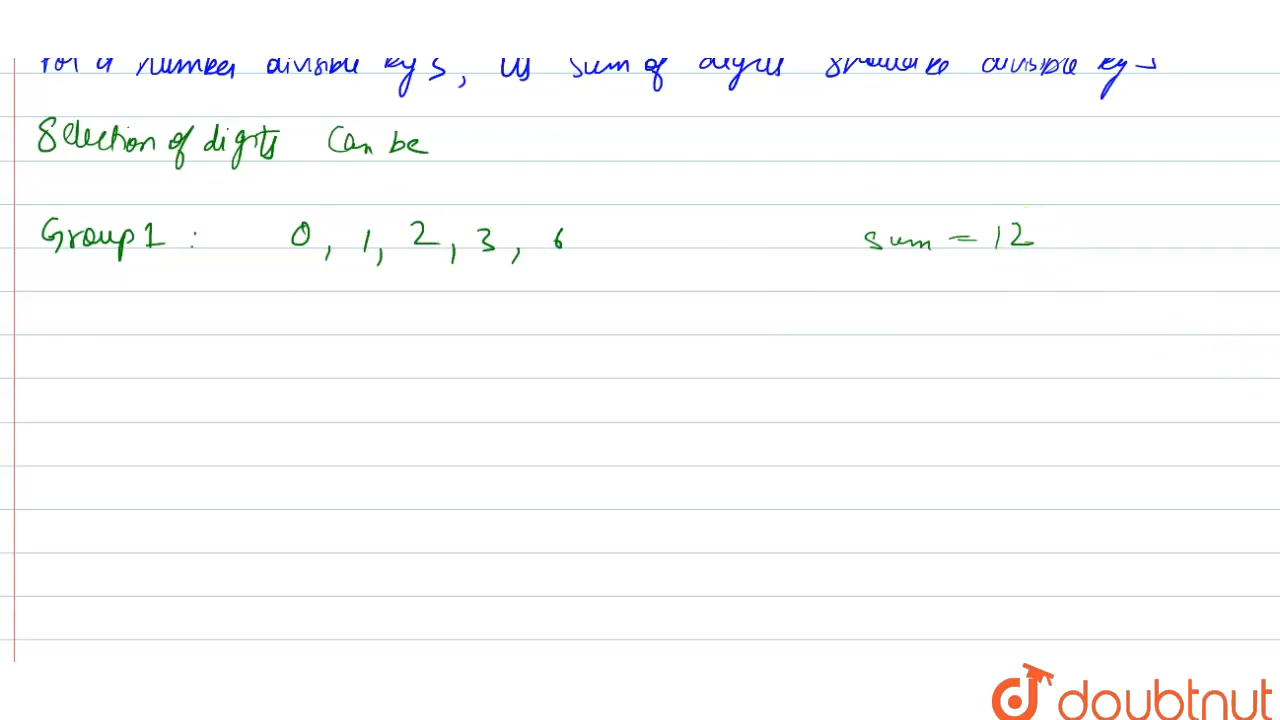 For a number divisible by 3, its sum of digits should be divisible by 3
Selection of digits can be
Group 1 : 0, 1, 2, 3, 6 sum = 12
doubtnut